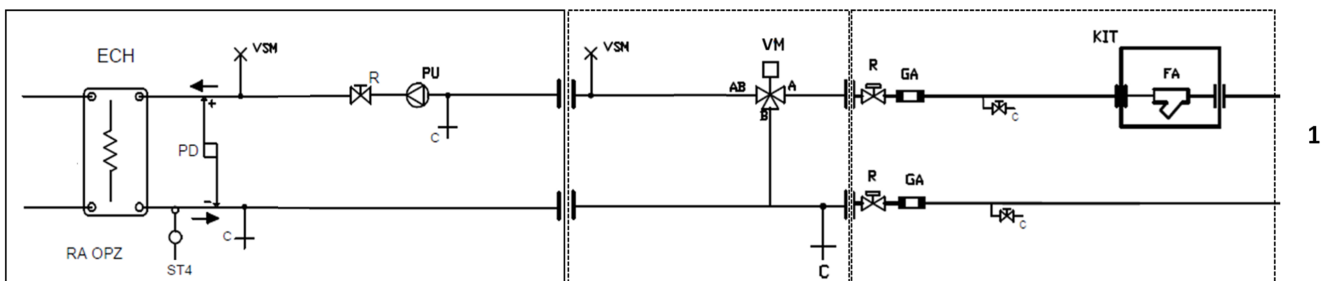 ECH
VSM
R
PU
C
+
PD
-
C
RA OPZ
ST4
VSM
VM
AB
A
B
C
R
GA
C
KIT
FA
R
GA
C
1